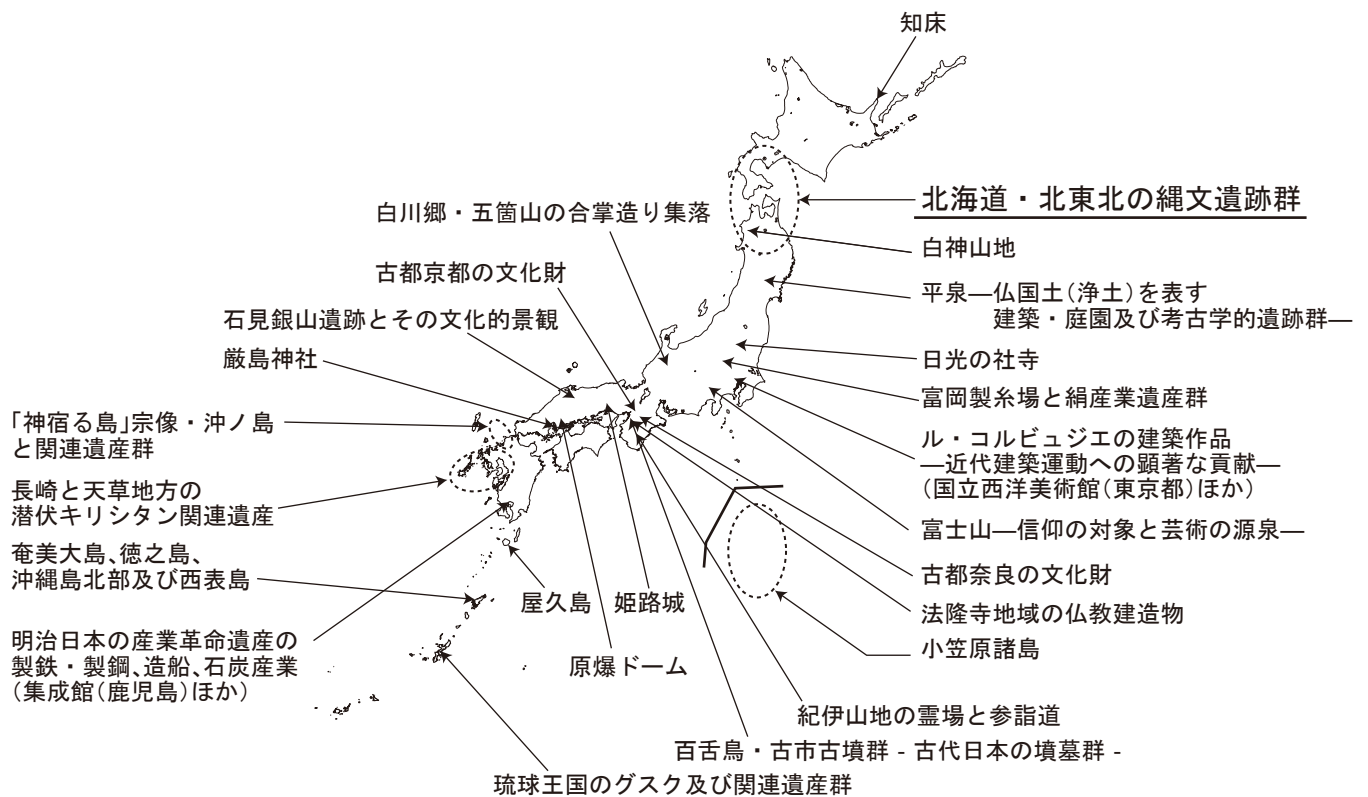 知床
北海道・北東北の縄文遺跡群
白川郷・五箇山の合掌造り集落
白神山地
古都京都の文化財
平泉―仏国土(浄土)を表す
建築・庭園及び考古学的遺跡群―
石見銀山遺跡とその文化的景観
厳島神社
日光の社寺
富岡製糸場と絹産業遺産群
「神宿る島」宗像・沖ノ島
と関連遺産群
ル・コルビュジエの建築作品
―近代建築運動への顕著な貢献―
(国立西洋美術館(東京都)ほか)
長崎と天草地方の
潜伏キリシタン関連遺産
富士山―信仰の対象と芸術の源泉―
奄美大島、徳之島、
沖縄島北部及び西表島
古都奈良の文化財
屋久島
姫路城
法隆寺地域の仏教建造物
小笠原諸島
明治日本の産業革命遺産の
製鉄・製鋼、造船、石炭産業
(集成館(鹿児島)ほか)
原爆ドーム
紀伊山地の霊場と参詣道
百舌鳥・古市古墳群 - 古代日本の墳墓群 -
琉球王国のグスク及び関連遺産群